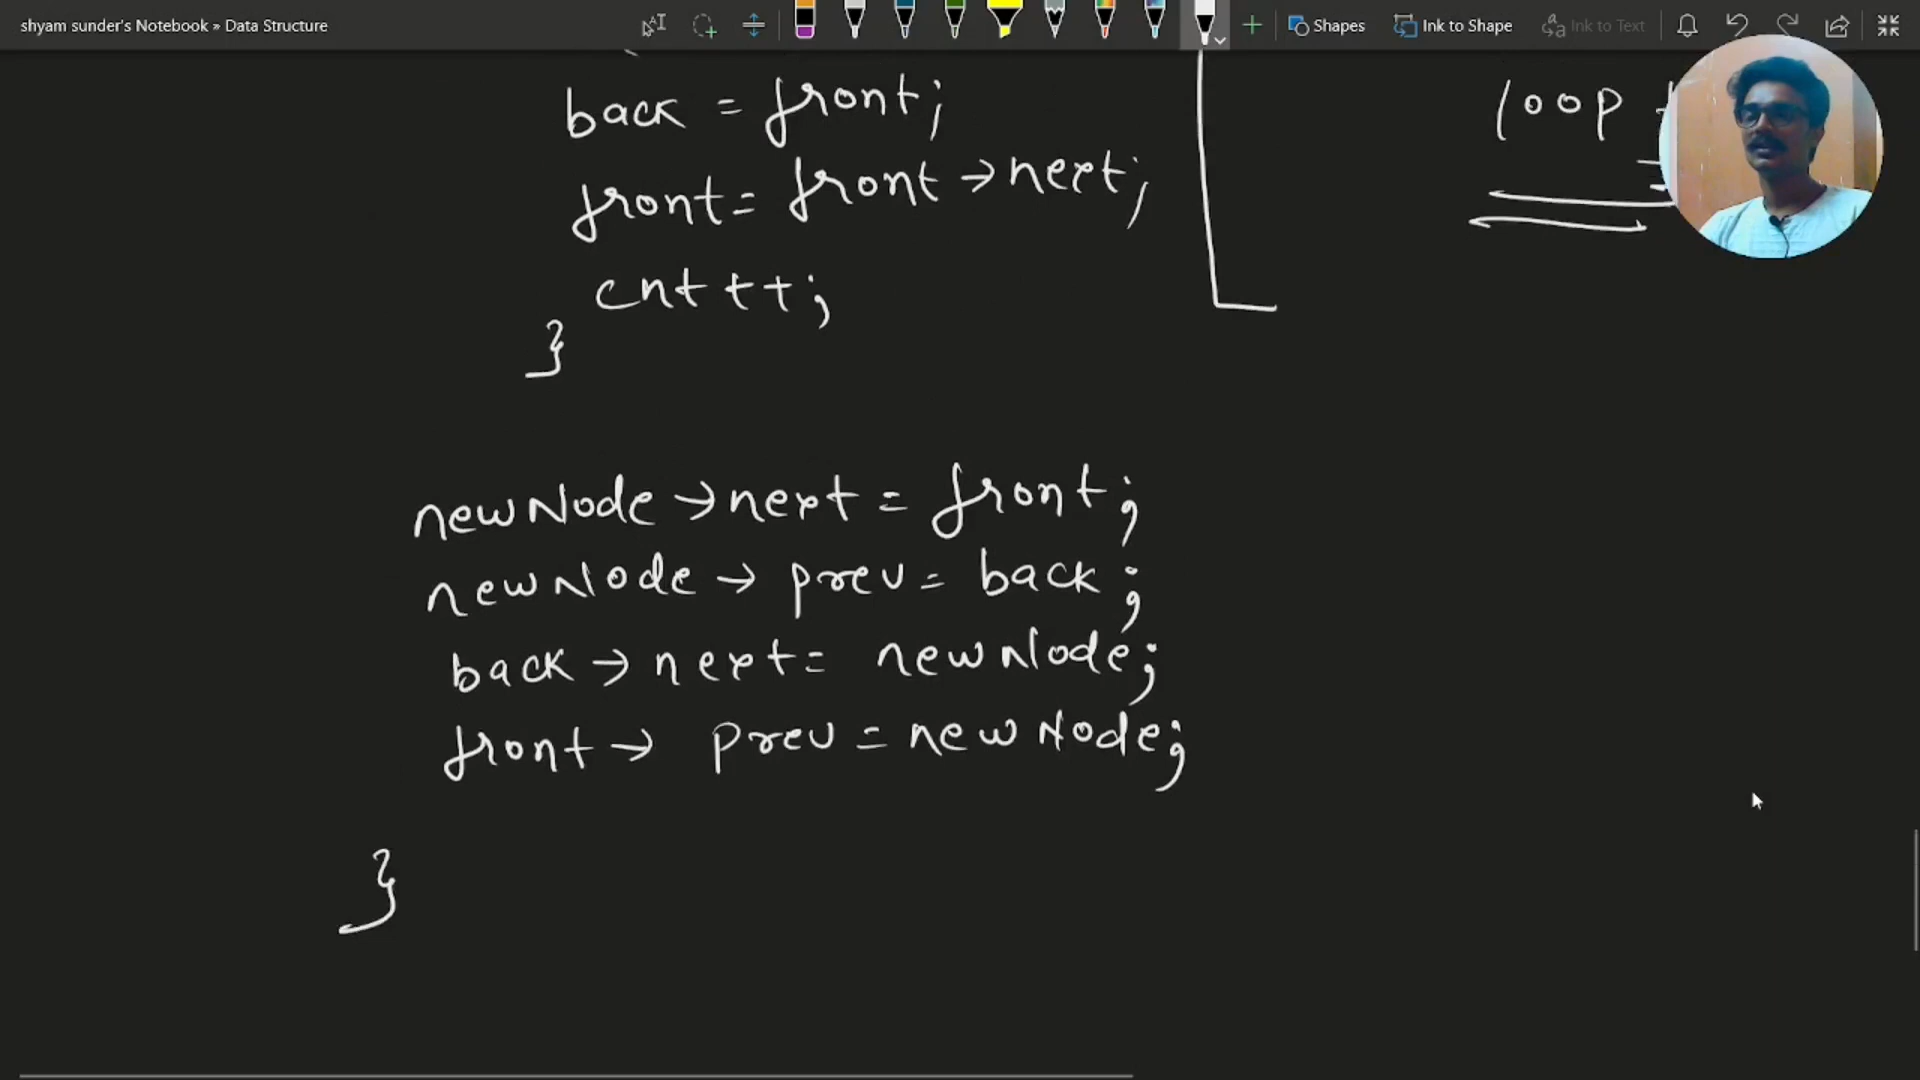 shyam sunder's Notebook » Data Structure
Shapes
Ink to Shape
Ink to Text
back = front;
front = front → next;
cnt++;
}
loop
newNode → next = front;
newNode → prev = back;
back → next = newNode;
front → prev = newNode;
}